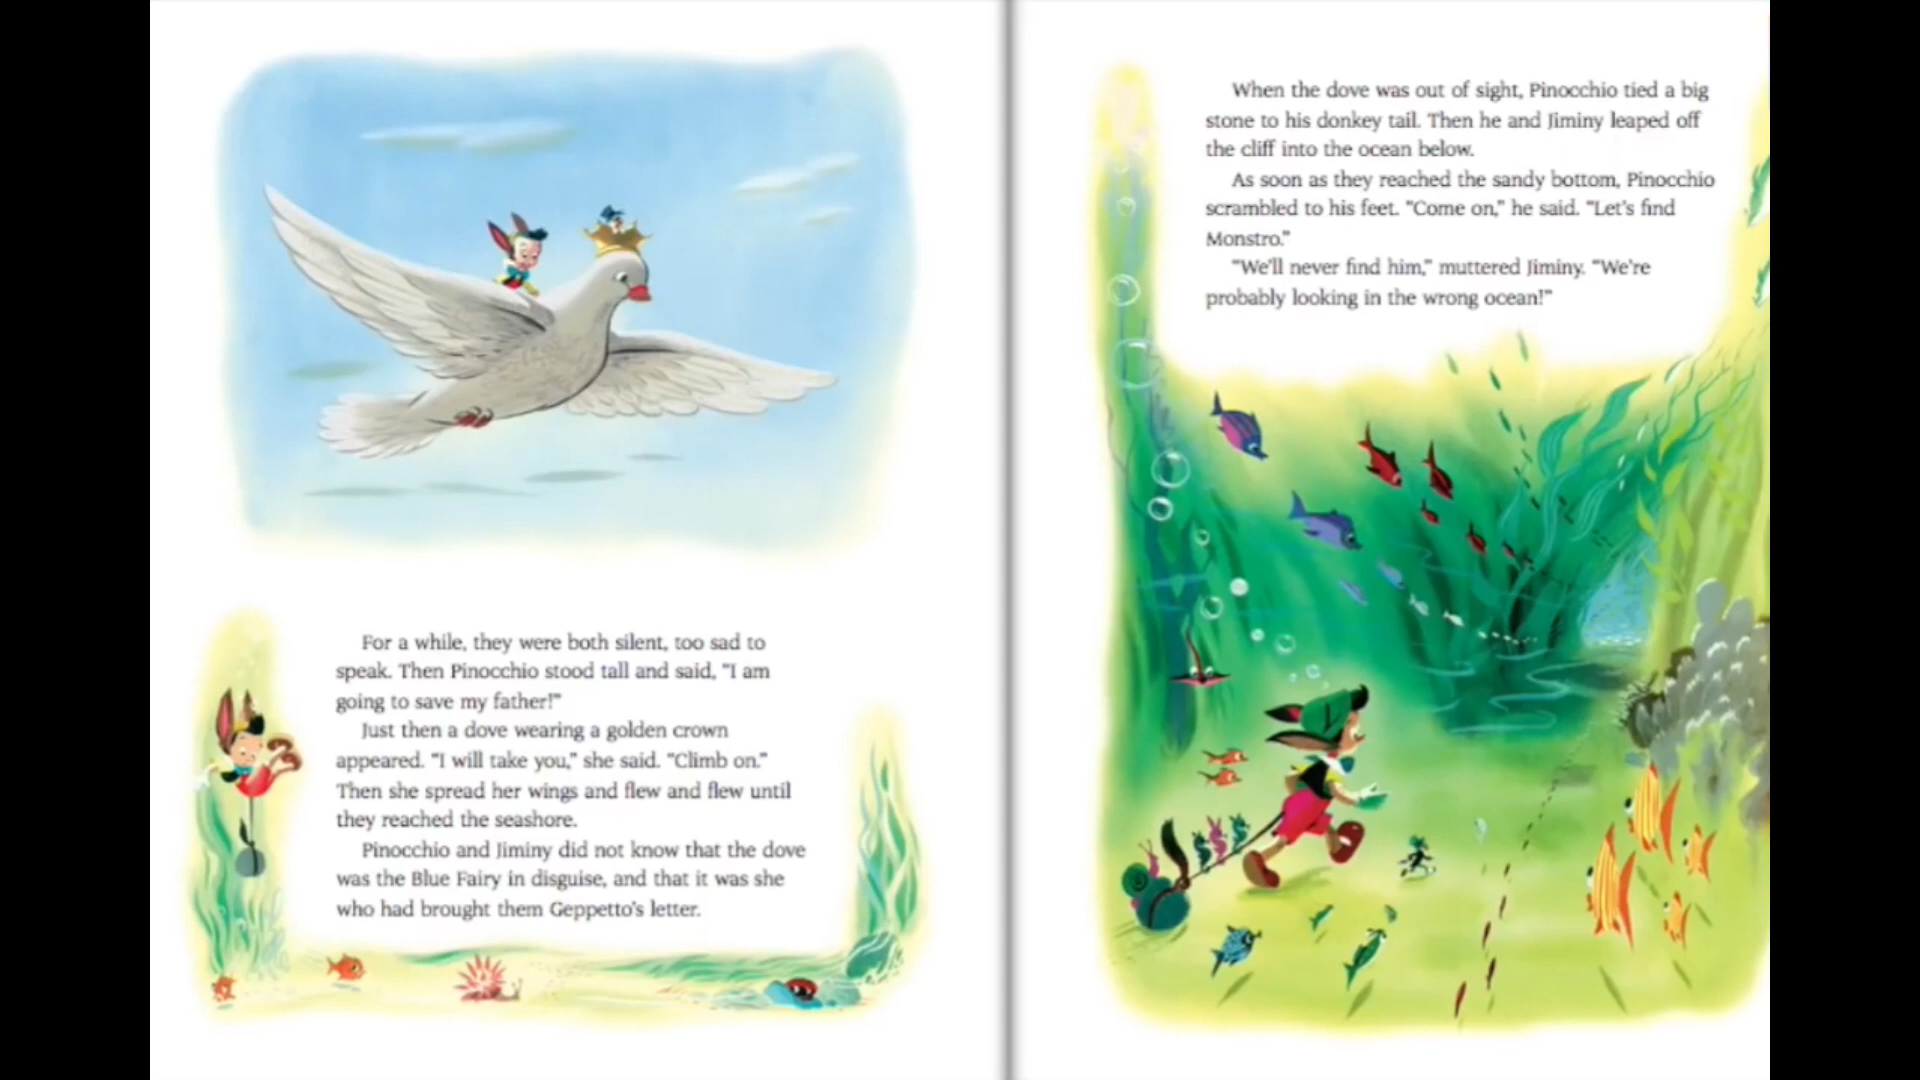 For a while, they were both silent, too sad to
speak. Then Pinocchio stood tall and said, "I am
going to save my father!"
Just then a dove wearing a golden crown
appeared. "I will take you," she said. "Climb on."
Then she spread her wings and flew and flew until
they reached the seashore.
Pinocchio and Jiminy did not know that the dove
was the Blue Fairy in disguise, and that it was she
who had brought them Geppetto's letter.
When the dove was out of sight, Pinocchio tied a big
stone to his donkey tail. Then he and Jiminy leaped off
the cliff into the ocean below.
As soon as they reached the sandy bottom, Pinocchio
scrambled to his feet. "Come on," he said. "Let's find
Monstro."
"We'll never find him," muttered Jiminy. "We're
probably looking in the wrong ocean!"